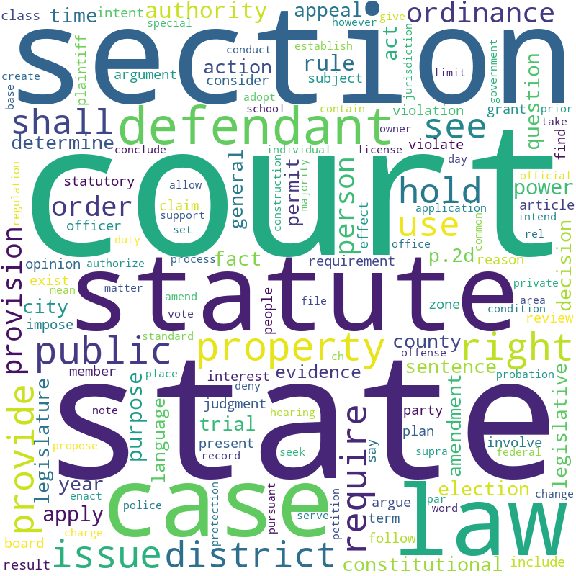 class
intent
time
authority
appeal
however
give
ordinance
special
section
plaintiff
conduct
establish
act
jurisdiction
government
create
base
argument
action
consider
rule
subject
limit
adopt
school
contain
violation
grant
prior
question
shall
defendant
see
take
determine
conclude
individual
owner
violate
find
court
statutory
allow
license
day
hold
power
official
regulation
order
claim
support
general
construction
majority
permit
person
application
intend
article
officer
set
effect
use
common
duty
opinion
authorize
process
fact
requirement
office
p.2d
rel
reason
decision
provision
exist
mean
matter
statute
private
city
amend
vote
people
file
zone
area
condition
review
impose
standard
ch
county
offense
public
property
right
member
place
interest
deny
evidence
sentence
probation
provide
legislature
note
purpose
language
judgment
hearing
state
party
amendment
legislative
propose
trial
present
record
seek
plan
say
supra
involve
federal
year
enact
police
case
protection
pursuant
serve
petition
require
argue
par
election
change
term
word
law
apply
charge
follow
board
result
issue
district
constitutional
include